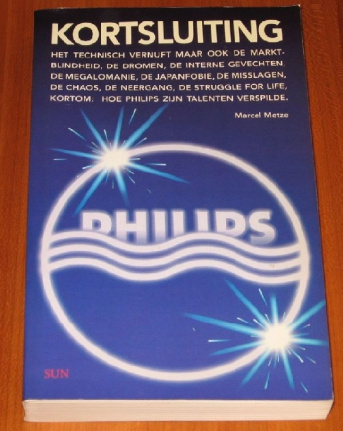 KORTSLUITING
HET TECHNISCH VERNUFT MAAR OOK DE MARKT-
BLINDHEID, DE DROMEN, DE INTERNE GEVECHTEN.
DE MEGALOMANIE, DE JAPANFOBIE, DE MISSLAGEN,
DE CHAOS, DE NEERGANG, DE STRUGGLE FOR LIFE,
KORTOM: HOE PHILIPS ZIJN TALENTEN VERSPILDE.
Marcel Metze
PHILIPS
SUN